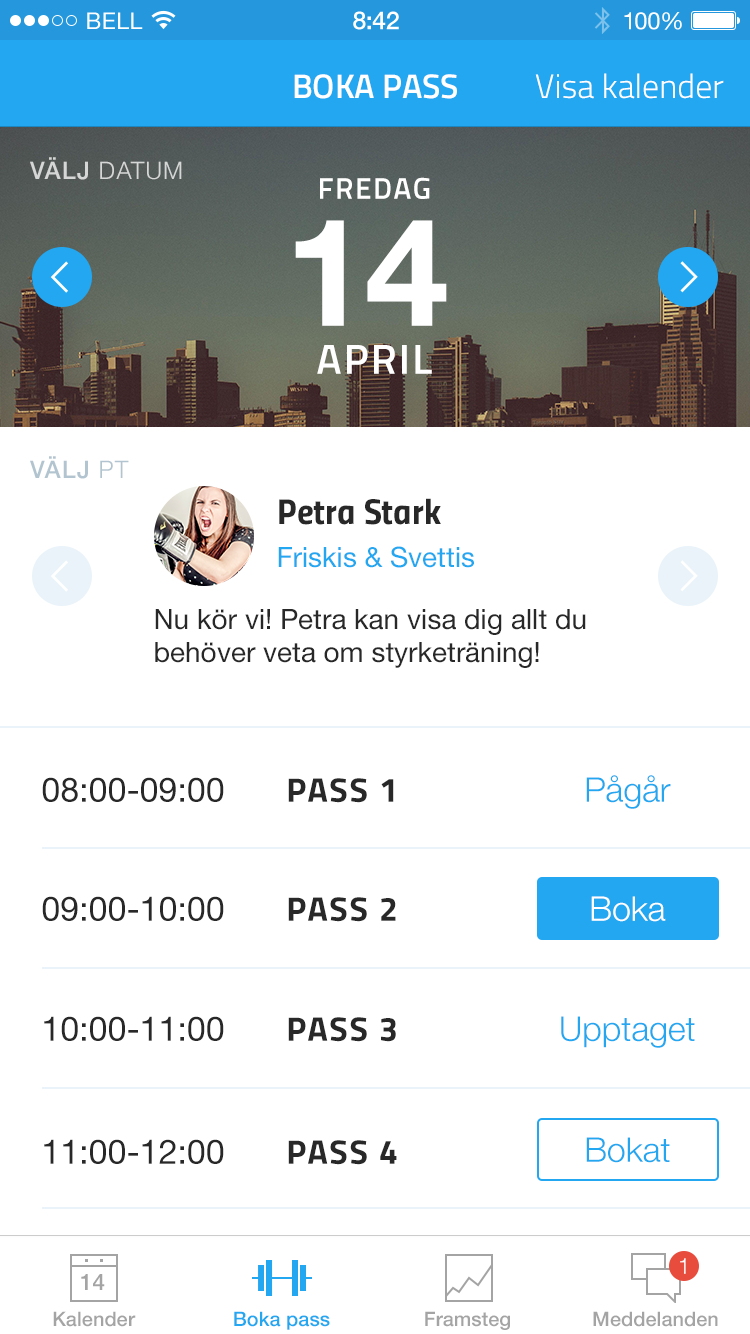 BELL 8:42 100%
BOKA PASS Visa kalender
VÄLJ DATUM
FREDAG
14
APRIL
VÄLJ PT
Petra Stark
Friskis & Svettis
Nu kör vi! Petra kan visa dig allt du
behöver veta om styrketräning!
08:00-09:00 PASS 1 Pågår
09:00-10:00 PASS 2 Boka
10:00-11:00 PASS 3 Upptaget
11:00-12:00 PASS 4 Bokat
14 1
Kalender Boka pass Framsteg Meddelanden